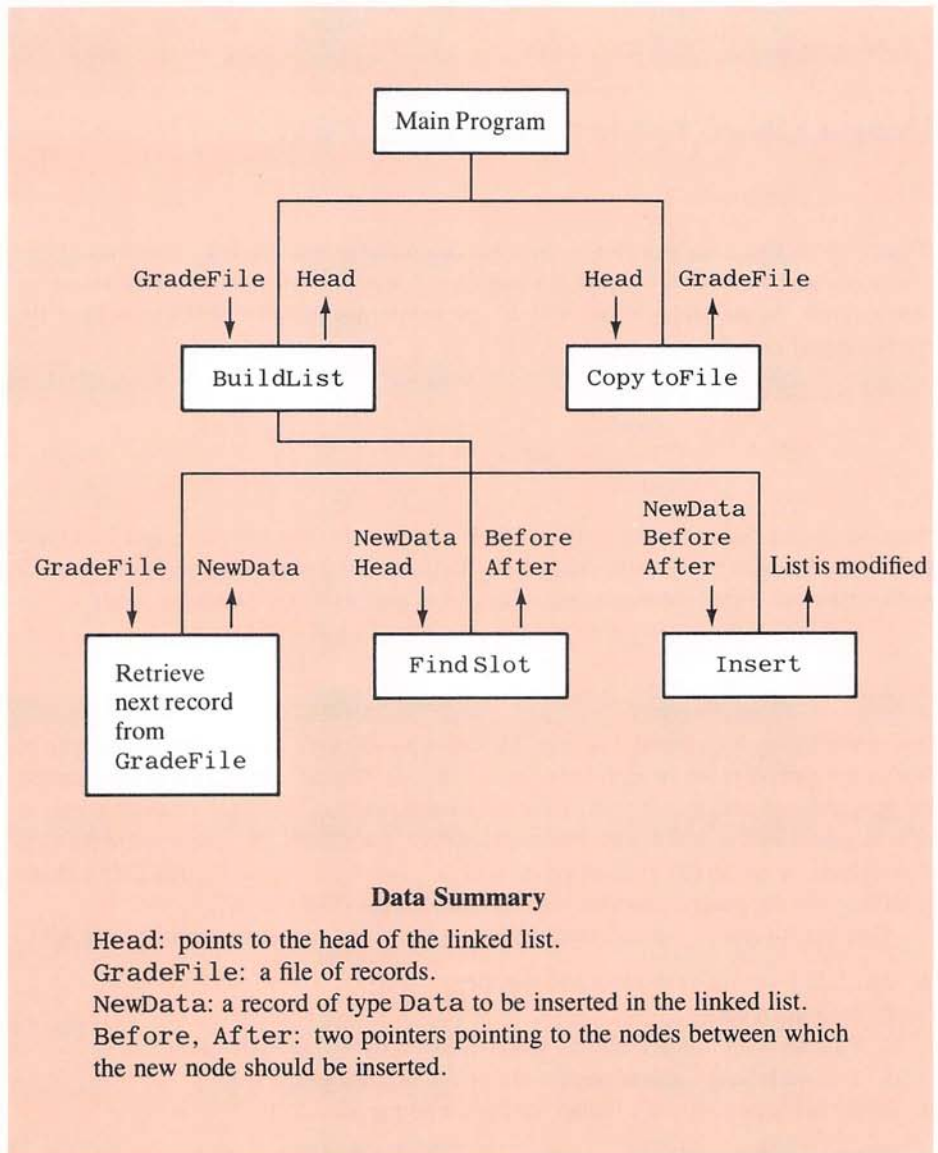 Main Program
GradeFile Head
Head GradeFile
BuildList
Copy toFile
GradeFile NewData
NewData Before
Head After
NewData
Before
After List is modified
Retrieve
next record
from
GradeFile
Find Slot
Insert
Data Summary
Head: points to the head of the linked list.
GradeFile: a file of records.
NewData: a record of type Data to be inserted in the linked list.
Before, After: two pointers pointing to the nodes between which
the new node should be inserted.